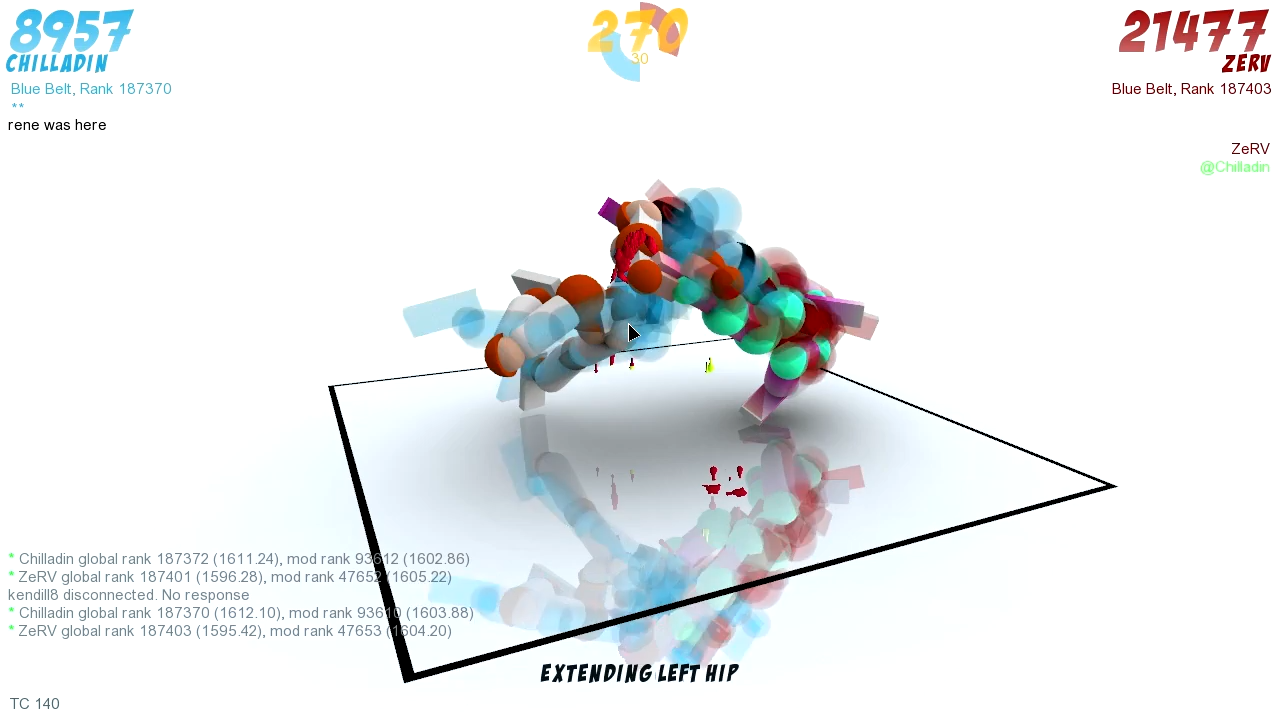 8957
CHILLADIN
Blue Belt, Rank 187370
**
rene was here
270
30
21477
ZERV
Blue Belt, Rank 187403
ZeRV
@Chilladin
* Chilladin global rank 187372 (1611.24), mod rank 93612 (1602.86)
* ZeRV global rank 187401 (1596.28), mod rank 47652 (1605.22)
kendill8 disconnected. No response
* Chilladin global rank 187370 (1612.10), mod rank 93610 (1603.88)
* ZeRV global rank 187403 (1595.42), mod rank 47653 (1604.20)
EXTENDING LEFT HIP
TC 140